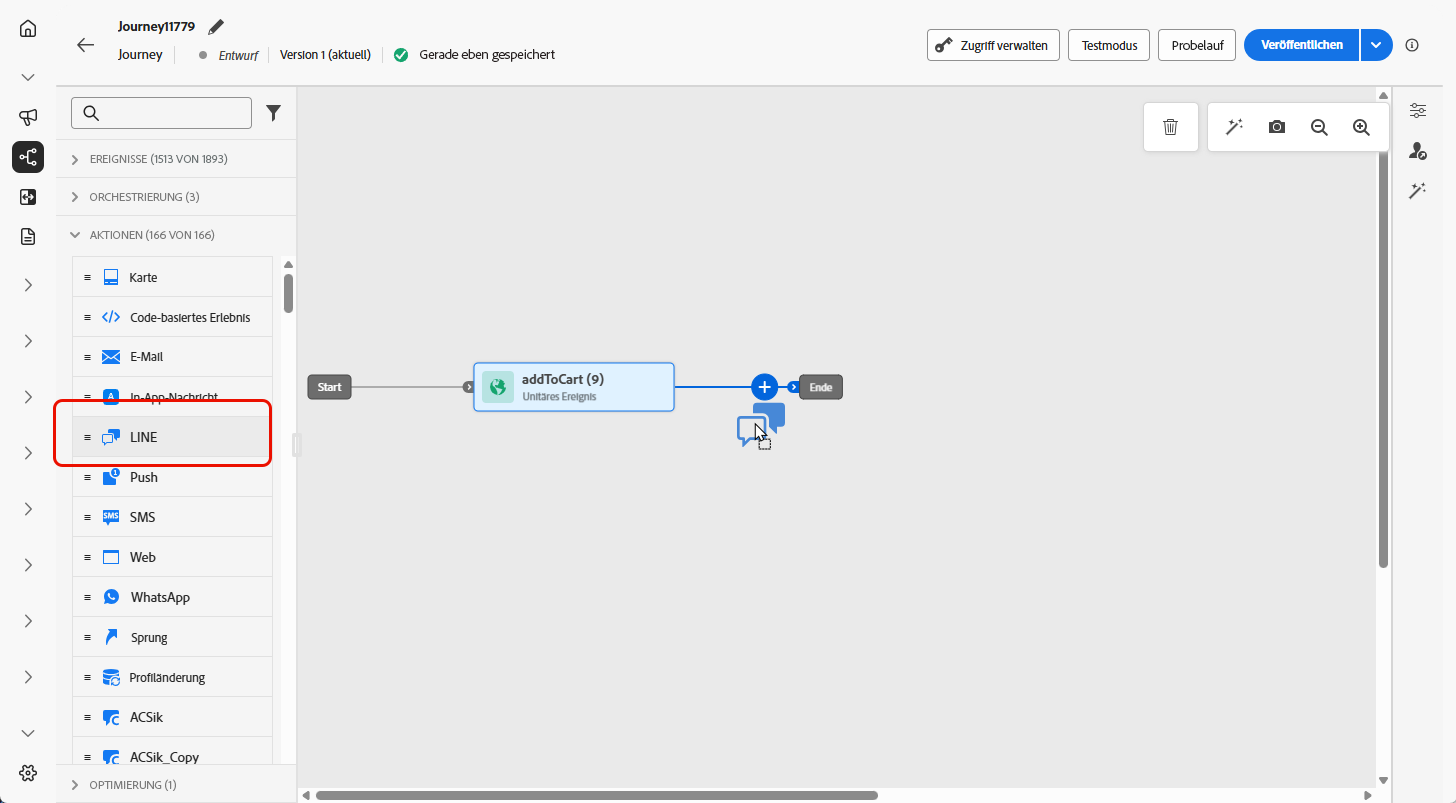 Journey11779
Journey
Entwurf
Version 1 (aktuell)
Gerade eben gespeichert
Zugriff verwalten
Testmodus
Probelauf
Veröffentlichen
EREIGNISSE (1513 VON 1893)
ORCHESTRIERUNG (3)
AKTIONEN (166 VON 166)
Karte
Code-basiertes Erlebnis
E-Mail
A
In-App-Nachricht
LINE
1
Push
SMS
SMS
Web
WhatsApp
Sprung
Profiländerung
ACSik
ACSik_Copy
OPTIMIERUNG (1)
Start
addToCart (9)
Unitäres Ereignis
Ende